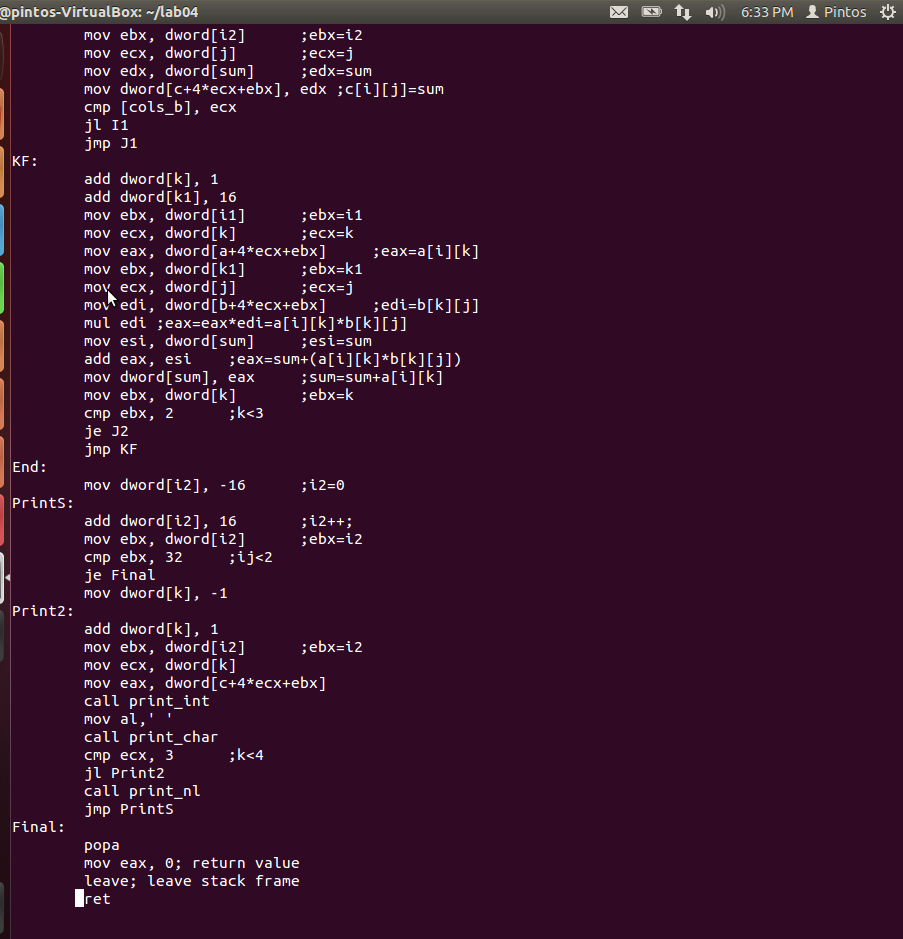 @pintos-VirtualBox: ~/lab04
6:33 PM Pintos
mov ebx, dword[i2] ;ebx=i2
mov ecx, dword[j] ;ecx=j
mov edx, dword[sum] ;edx=sum
mov dword[c+4*ecx+ebx], edx ;c[i][j]=sum
cmp [cols_b], ecx
jl I1
jmp J1
KF:
add dword[k], 1
add dword[k1], 16
mov ebx, dword[i1] ;ebx=i1
mov ecx, dword[k] ;ecx=k
mov eax, dword[a+4*ecx+ebx] ;eax=a[i][k]
mov ebx, dword[k1] ;ebx=k1
mov ecx, dword[j] ;ecx=j
mov edi, dword[b+4*ecx+ebx] ;edi=b[k][j]
mul edi ;eax=eax*edi=a[i][k]*b[k][j]
mov esi, dword[sum] ;esi=sum
add eax, esi ;eax=sum+(a[i][k]*b[k][j])
mov dword[sum], eax ;sum=sum+a[i][k]
mov ebx, dword[k] ;ebx=k
cmp ebx, 2 ;k<3
je J2
jmp KF
End:
mov dword[i2], -16 ;i2=0
PrintS:
add dword[i2], 16 ;i2++;
mov ebx, dword[i2] ;ebx=i2
cmp ebx, 32 ;ij<2
je Final
mov dword[k], -1
Print2:
add dword[k], 1
mov ebx, dword[i2] ;ebx=i2
mov ecx, dword[k]
mov eax, dword[c+4*ecx+ebx]
call print_int
mov al,' '
call print_char
cmp ecx, 3 ;k<4
jl Print2
call print_nl
jmp PrintS
Final:
popa
mov eax, 0; return value
leave; leave stack frame
ret